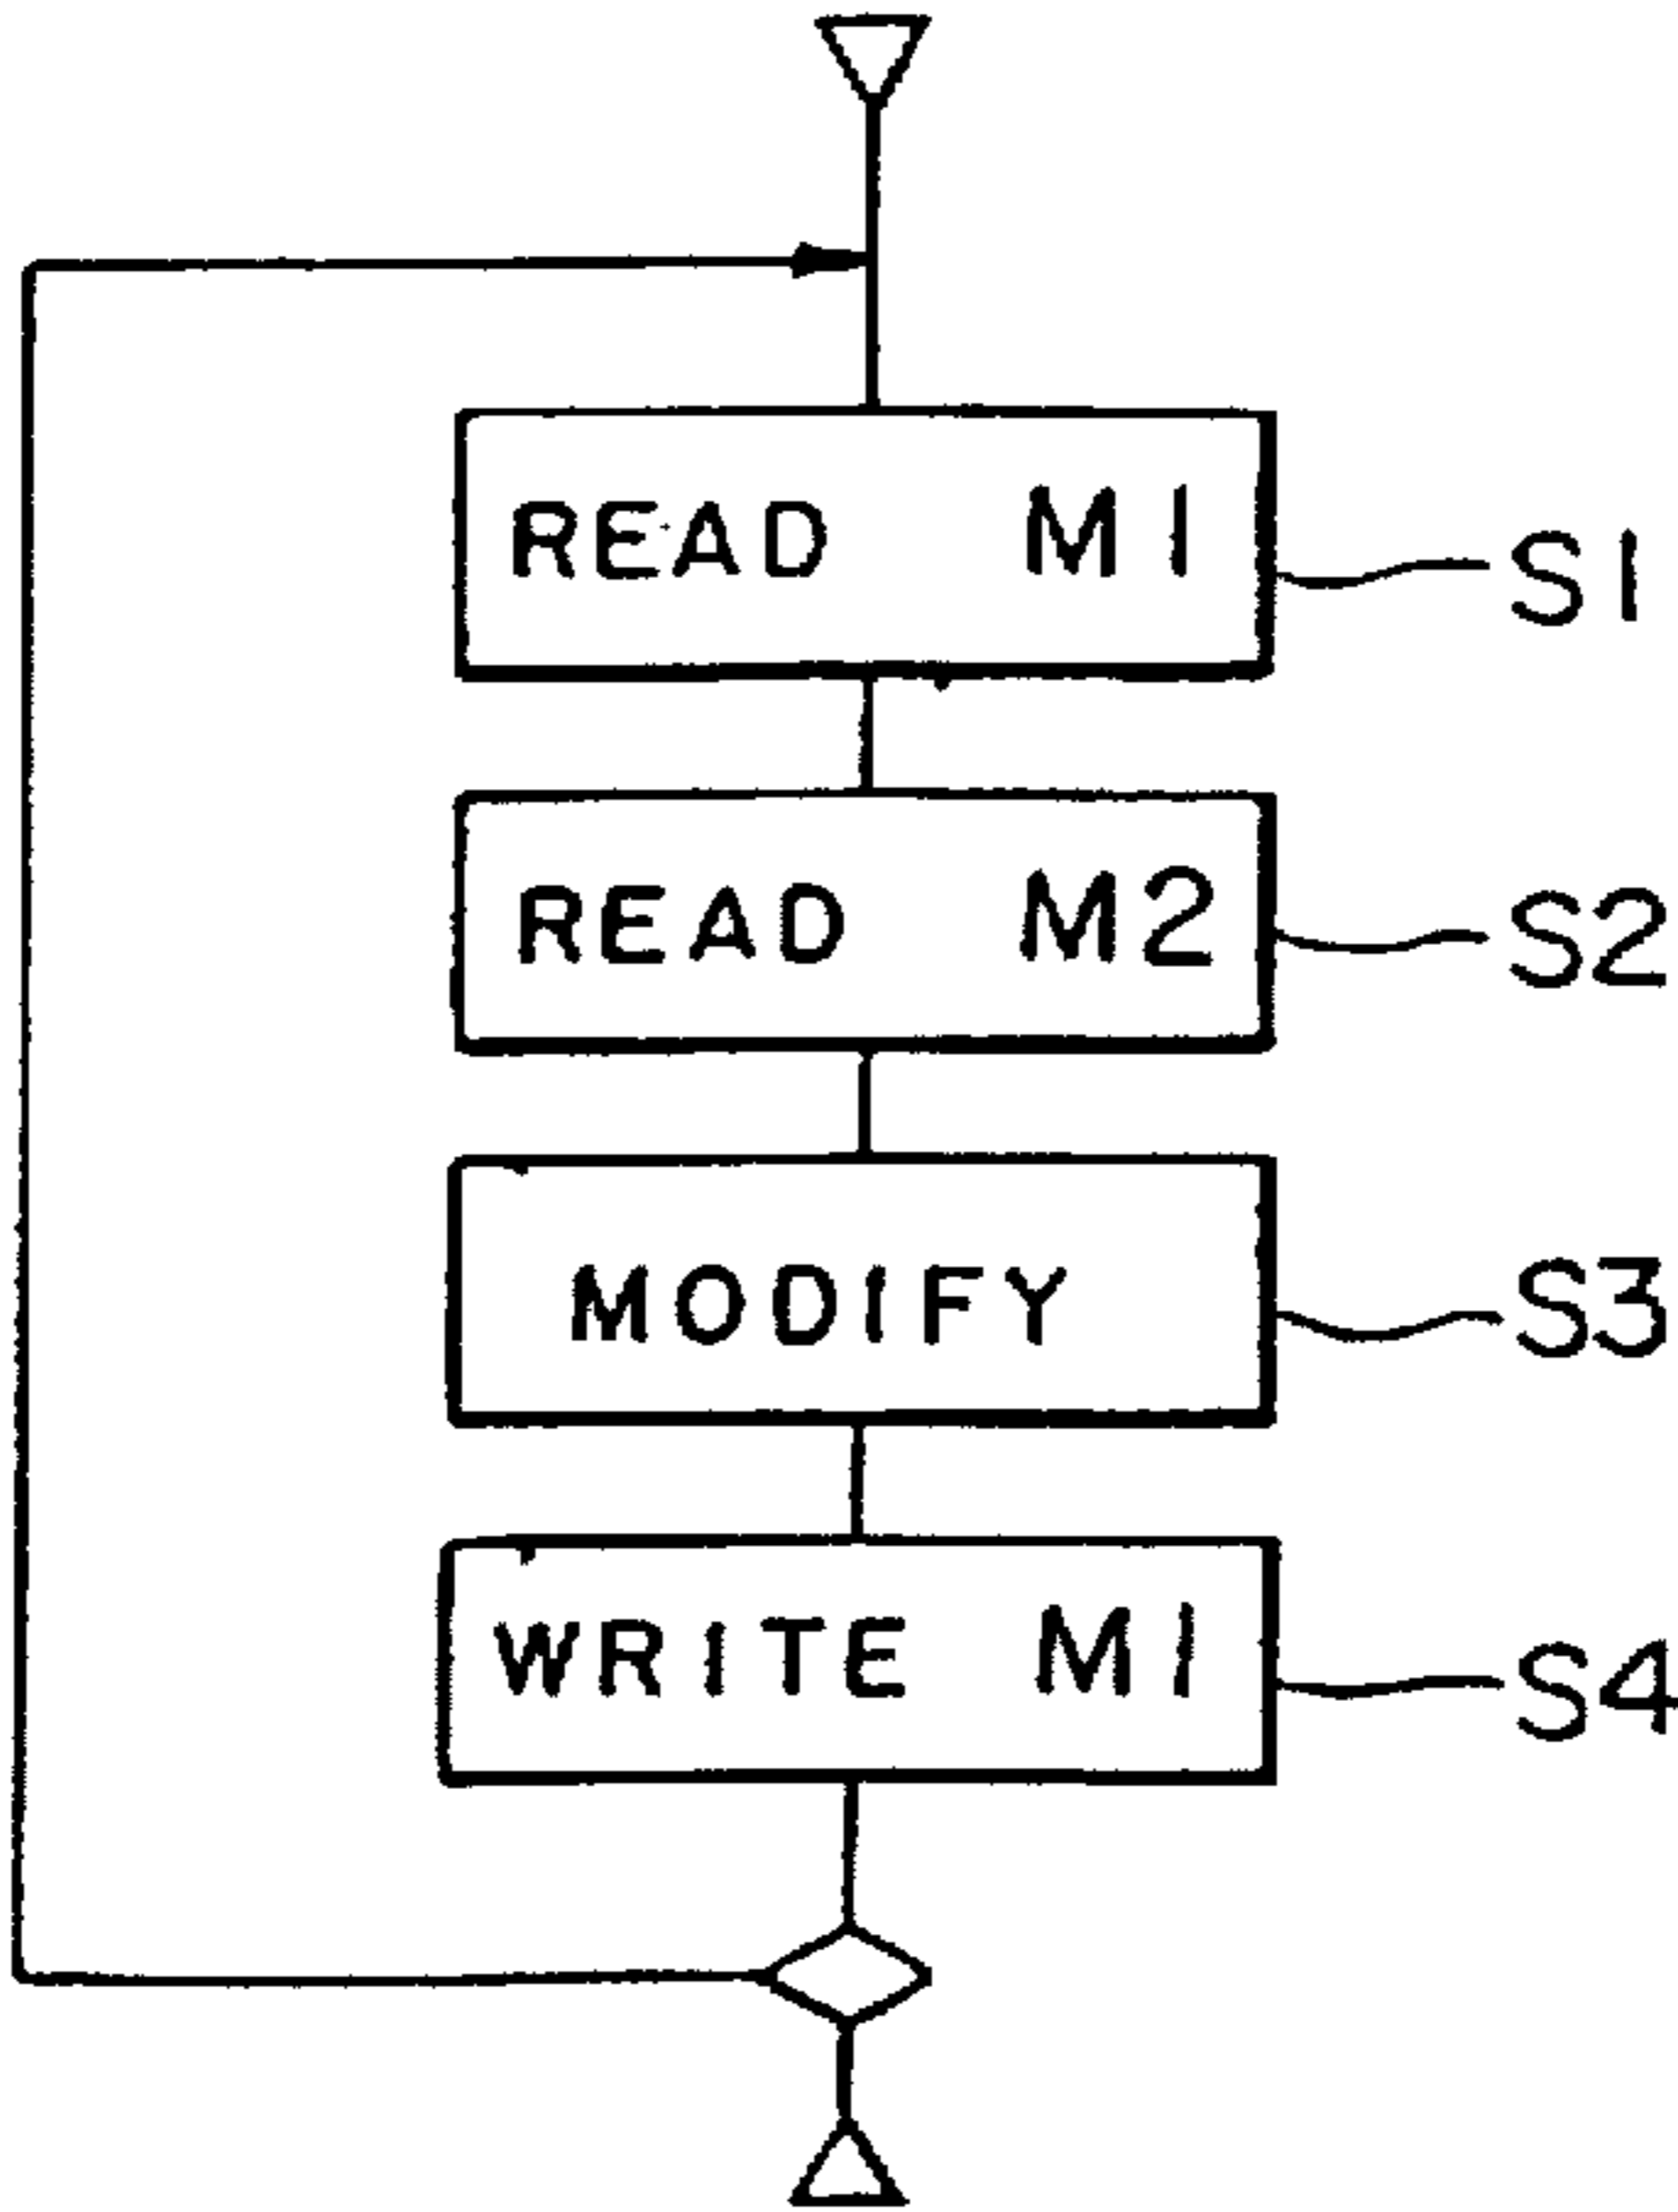 READ M1
S1
READ M2
S2
MODIFY
S3
WRITE M1
S4